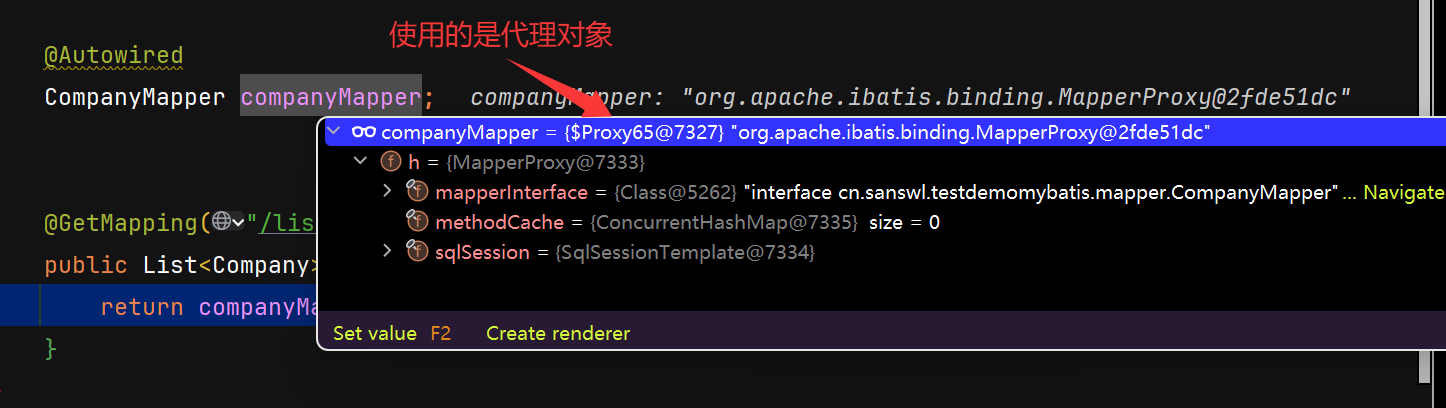 使用的是代理对象
@Autowired
CompanyMapper companyMapper; companyMapper: "org.apache.ibatis.binding.MapperProxy@2fde51dc"
companyMapper = {$Proxy65@7327} "org.apache.ibatis.binding.MapperProxy@2fde51dc"
f h = {MapperProxy@7333}
f mapperInterface = {Class@5262} "interface cn.sanswl.testdemomybatis.mapper.CompanyMapper" ... Navigate
f methodCache = {ConcurrentHashMap@7335} size = 0
f sqlSession = {SqlSessionTemplate@7334}
Set value F2 Create renderer
@GetMapping("/lis
public List<Company>
return companyMa
}